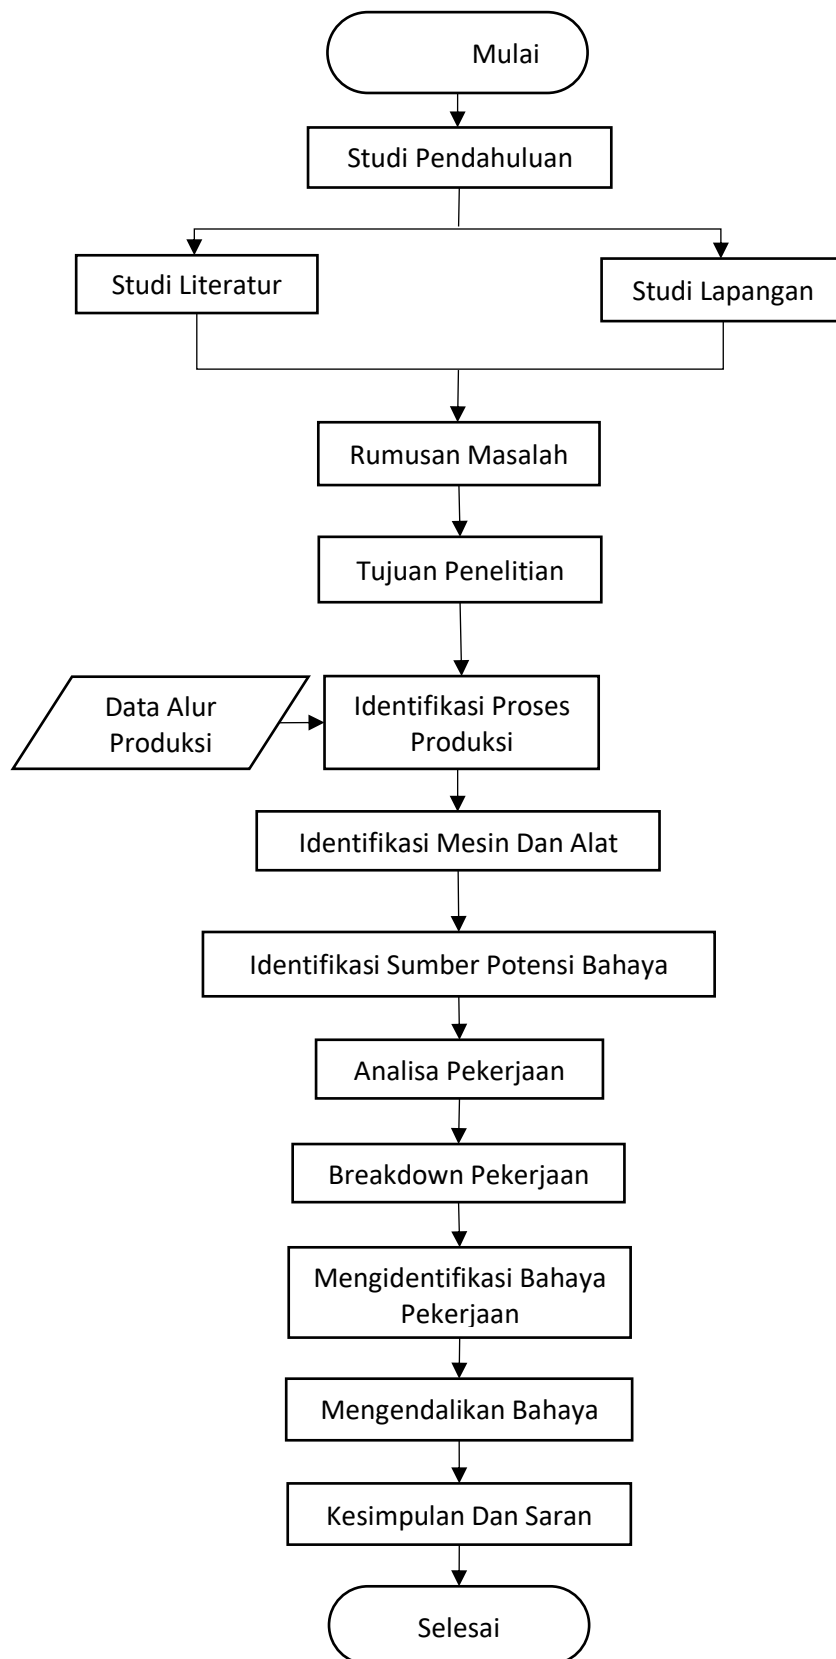 Mulai
Studi Pendahuluan
Studi Literatur
Studi Lapangan
Rumusan Masalah
Tujuan Penelitian
Data Alur
Produksi
Identifikasi Proses
Produksi
Identifikasi Mesin Dan Alat
Identifikasi Sumber Potensi Bahaya
Analisa Pekerjaan
Breakdown Pekerjaan
Mengidentifikasi Bahaya
Pekerjaan
Mengendalikan Bahaya
Kesimpulan Dan Saran
Selesai